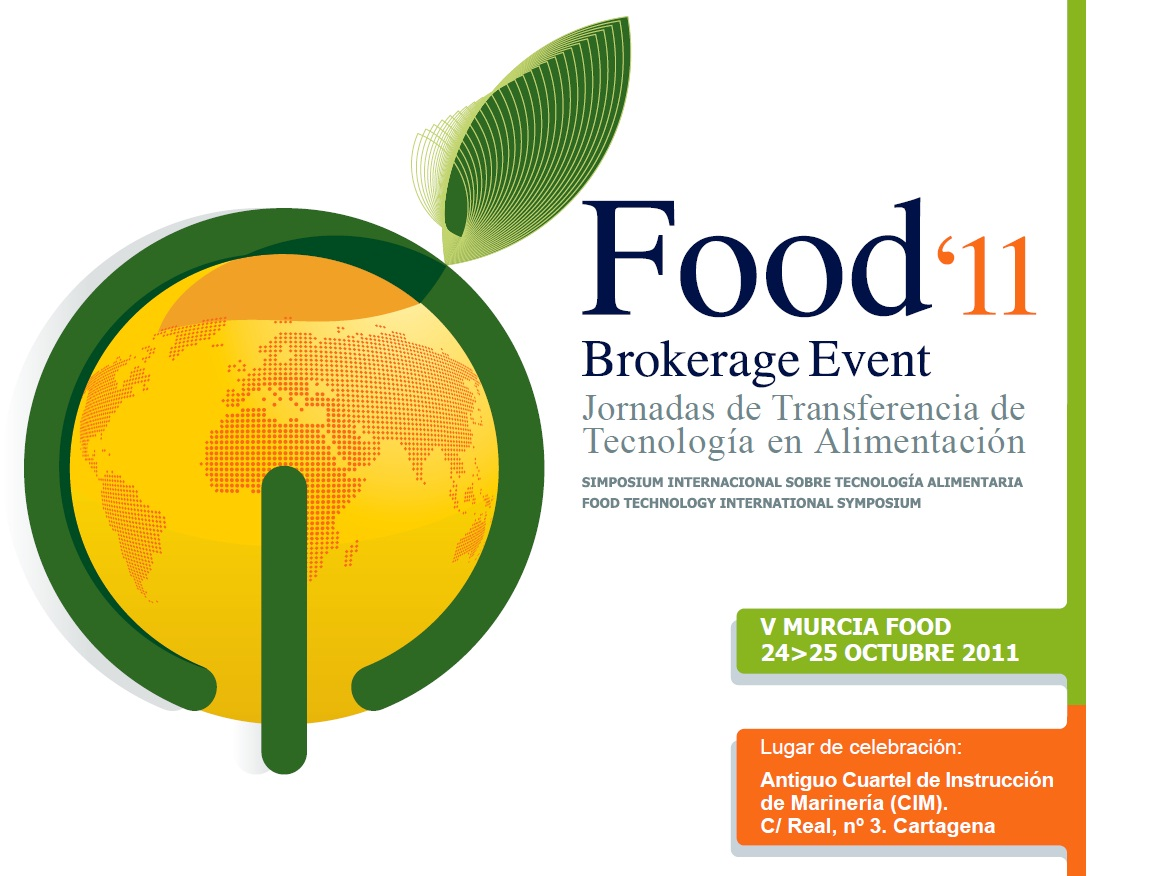 Food ‘11
Brokerage Event
Jornadas de Transferencia de
Tecnología en Alimentación
SIMPOSIUM INTERNACIONAL SOBRE TECNOLOGÍA ALIMENTARIA
FOOD TECHNOLOGY INTERNATIONAL SYMPOSIUM
V MURCIA FOOD
24>25 OCTUBRE 2011
Lugar de celebración:
Antiguo Cuartel de Instrucción
de Marinería (CIM).
C/ Real, nº 3. Cartagena